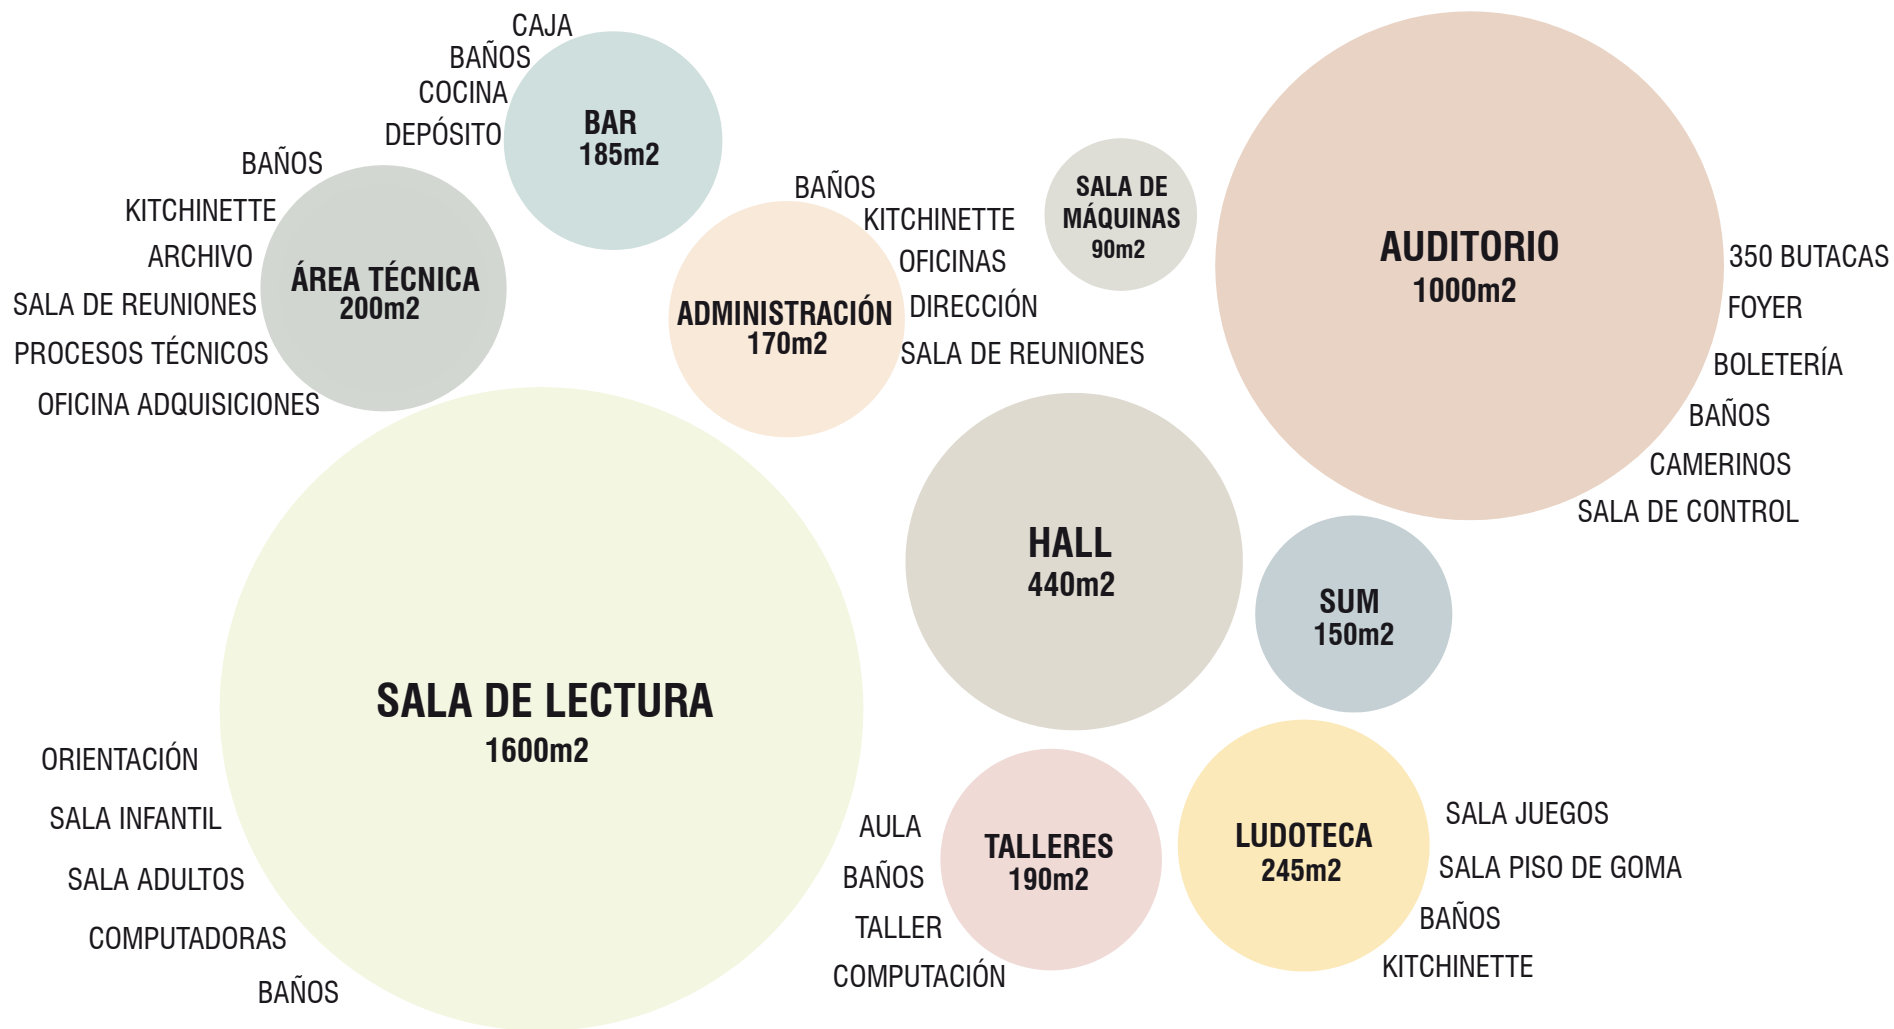 CAJA
BAÑOS
COCINA
DEPÓSITO
BAR
185m2
BAÑOS
KITCHINETTE
ARCHIVO
SALA DE REUNIONES
PROCESOS TÉCNICOS
OFICINA ADQUISICIONES
ÁREA TÉCNICA
200m2
BAÑOS
KITCHINETTE
OFICINAS
DIRECCIÓN
SALA DE REUNIONES
ADMINISTRACIÓN
170m2
SALA DE
MÁQUINAS
90m2
AUDITORIO
1000m2
350 BUTACAS
FOYER
BOLETERÍA
BAÑOS
CAMERINOS
SALA DE CONTROL
HALL
440m2
SUM
150m2
SALA DE LECTURA
1600m2
ORIENTACIÓN
SALA INFANTIL
SALA ADULTOS
COMPUTADORAS
BAÑOS
AULA
BAÑOS
TALLER
COMPUTACIÓN
TALLERES
190m2
LUDOTECA
245m2
SALA JUEGOS
SALA PISO DE GOMA
BAÑOS
KITCHINETTE